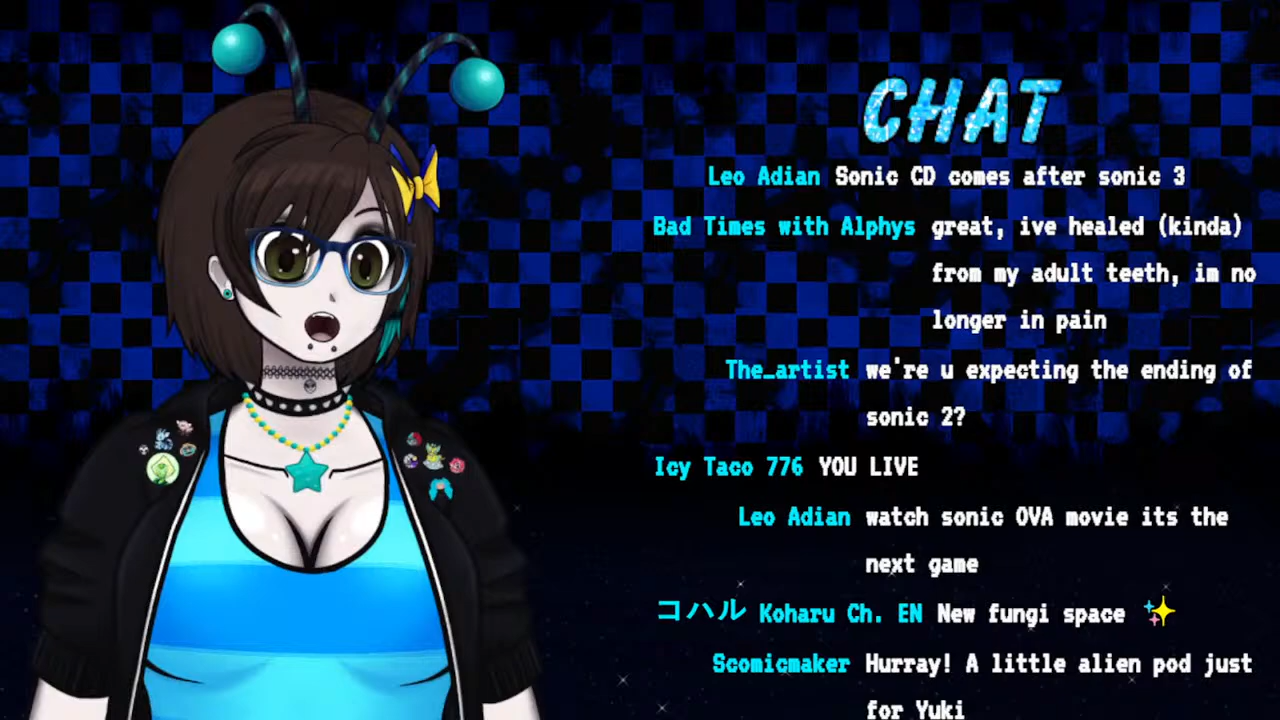 CHAT
Leo Adian Sonic CD comes after sonic 3
Bad Times with Alphys great, ive healed (kinda)
from my adult teeth, im no
longer in pain
The_artist we're u expecting the ending of
sonic 2?
Icy Taco 776 YOU LIVE
Leo Adian watch sonic OVA movie its the
next game
コハル Koharu Ch. EN New fungi space
Scomicmaker Hurray! A little alien pod just
for Yuki